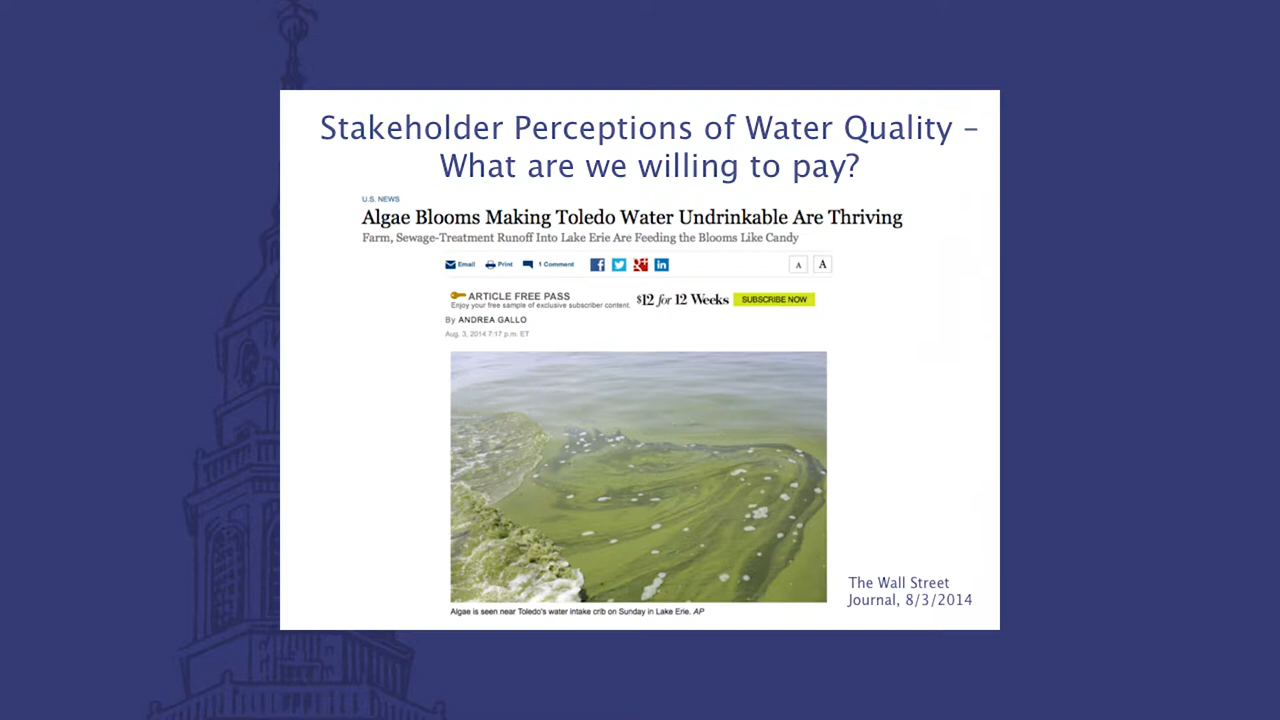 Stakeholder Perceptions of Water Quality –
What are we willing to pay?
U.S. NEWS
Algae Blooms Making Toledo Water Undrinkable Are Thriving
Farm, Sewage-Treatment Runoff Into Lake Erie Are Feeding the Blooms Like Candy
Email Print 1 Comment f in A A
ARTICLE FREE PASS
Enjoy your free sample of exclusive subscriber content.
$12 for 12 Weeks SUBSCRIBE NOW
By ANDREA GALLO
Aug. 3, 2014 7:17 p.m. ET
Algae is seen near Toledo's water intake crib on Sunday in Lake Erie. AP
The Wall Street
Journal, 8/3/2014